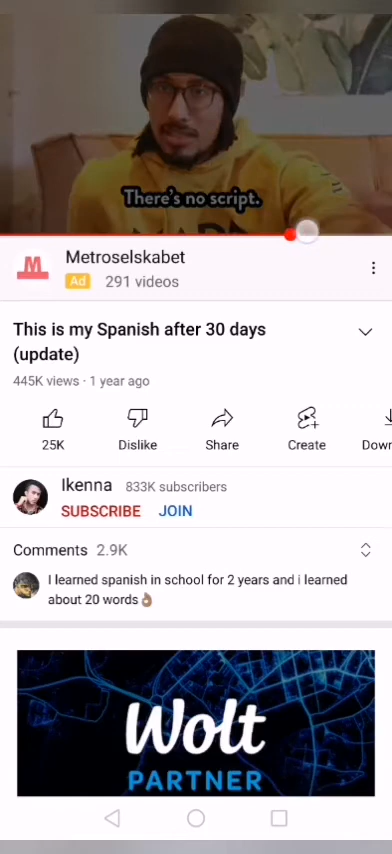 There's no script.
Metroselskabet
Ad 291 videos
This is my Spanish after 30 days
(update)
445K views · 1 year ago
25K Dislike Share Create Down
Ikenna 833K subscribers
SUBSCRIBE JOIN
Comments 2.9K
I learned spanish in school for 2 years and i learned
about 20 words👌🏽
Wolt
PARTNER